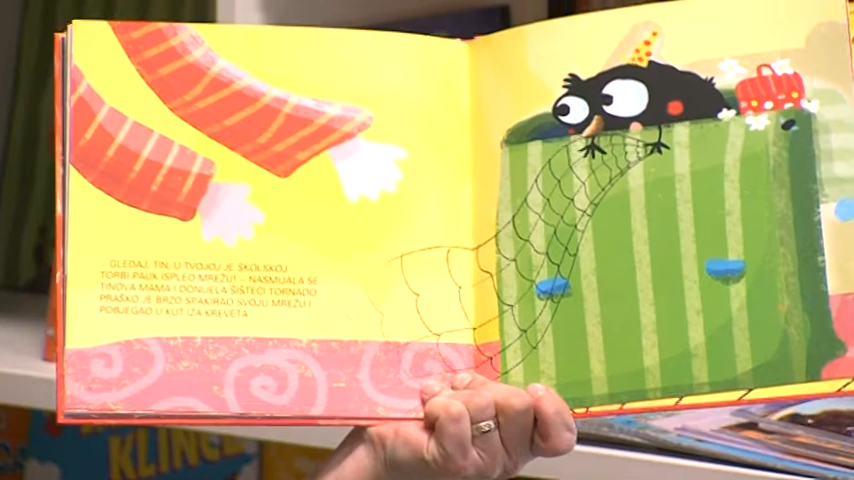 - GLEDAJ, TIN, U TVOJOJ JE ŠKOLSKOJ
TORBI PAUK ISPLEO MREŽU! - NASMIJALA SE
TINOVA MAMA I DONIJELA ŠIŠTEĆI TORNADO.
PRAŠKO JE BRZO SPAKIRAO SVOJU MREŽU I
POBJEGAO U KUT IZA KREVETA.
KLINCE